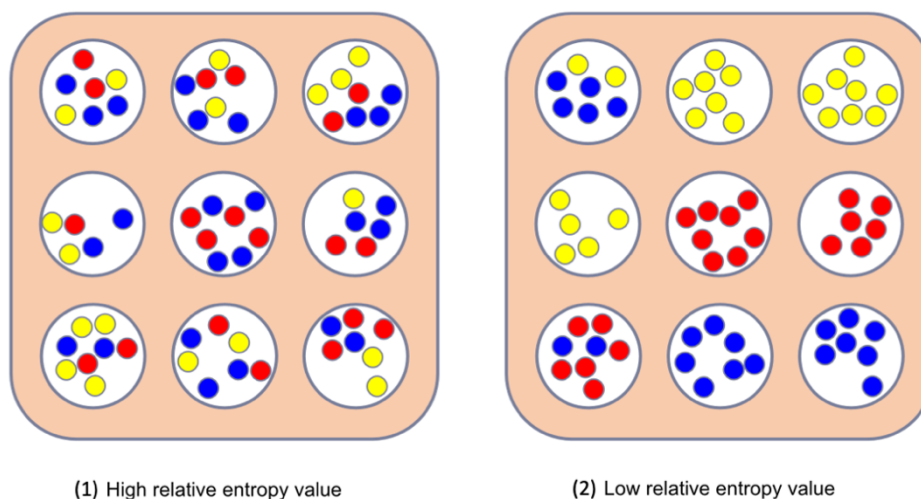 (1) High relative entropy value
(2) Low relative entropy value